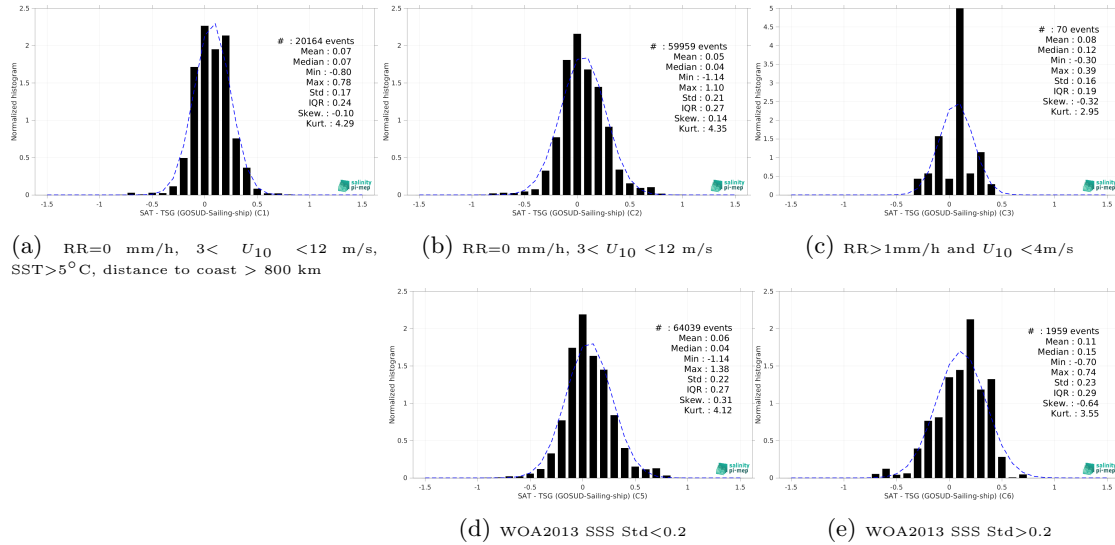 2.5
2
1.5
1
0.5
0
Normalized histogram
# : 20164 events
Mean : 0.07
Median : 0.07
Min : -0.80
Max : 0.78
Std : 0.17
IQR : 0.24
Skew. : -0.10
Kurt. : 4.29
salinity
pi-mep
-1.5 -1 -0.5 0 0.5 1 1.5
SAT - TSG (GOSUD-Sailing-ship) (C1)
(a) RR=0 mm/h, 3< U10 <12 m/s,
SST>5°C, distance to coast > 800 km
2.5
2
1.5
1
0.5
0
Normalized histogram
# : 59959 events
Mean : 0.05
Median : 0.04
Min : -1.14
Max : 1.10
Std : 0.21
IQR : 0.27
Skew. : 0.14
Kurt. : 4.35
salinity
pi-mep
-1.5 -1 -0.5 0 0.5 1 1.5
SAT - TSG (GOSUD-Sailing-ship) (C2)
(b) RR=0 mm/h, 3< U10 <12 m/s
5
4
3
2.5
2
1.5
1
0.5
0
Normalized histogram
# : 70 events
Mean : 0.08
Median : 0.12
Min : -0.30
Max : 0.39
Std : 0.16
IQR : 0.19
Skew. : -0.32
Kurt. : 2.95
salinity
pi-mep
-1.5 -1 -0.5 0 0.5 1 1.5
SAT - TSG (GOSUD-Sailing-ship) (C3)
(c) RR>1mm/h and U10 <4m/s
2.5
2
1.5
1
0.5
0
Normalized histogram
# : 64039 events
Mean : 0.06
Median : 0.04
Min : -1.14
Max : 1.38
Std : 0.22
IQR : 0.27
Skew. : 0.31
Kurt. : 4.12
salinity
pi-mep
-1.5 -1 -0.5 0 0.5 1 1.5
SAT - TSG (GOSUD-Sailing-ship) (C5)
(d) WOA2013 SSS Std<0.2
2.5
2
1.5
1
0.5
0
Normalized histogram
# : 1959 events
Mean : 0.11
Median : 0.15
Min : -0.70
Max : 0.74
Std : 0.23
IQR : 0.29
Skew. : -0.64
Kurt. : 3.55
salinity
pi-mep
-1.5 -1 -0.5 0 0.5 1 1.5
SAT - TSG (GOSUD-Sailing-ship) (C6)
(e) WOA2013 SSS Std>0.2